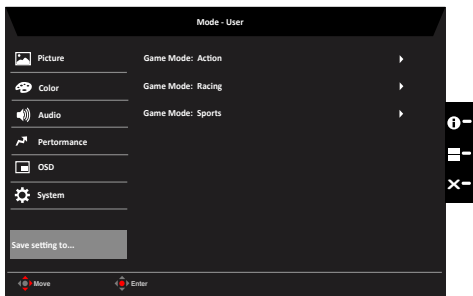 Mode - User
Picture
Game Mode: Action
Color
Game Mode: Racing
Audio
Game Mode: Sports
Pertormance
OSD
System
Save setting to...
Move
Enter